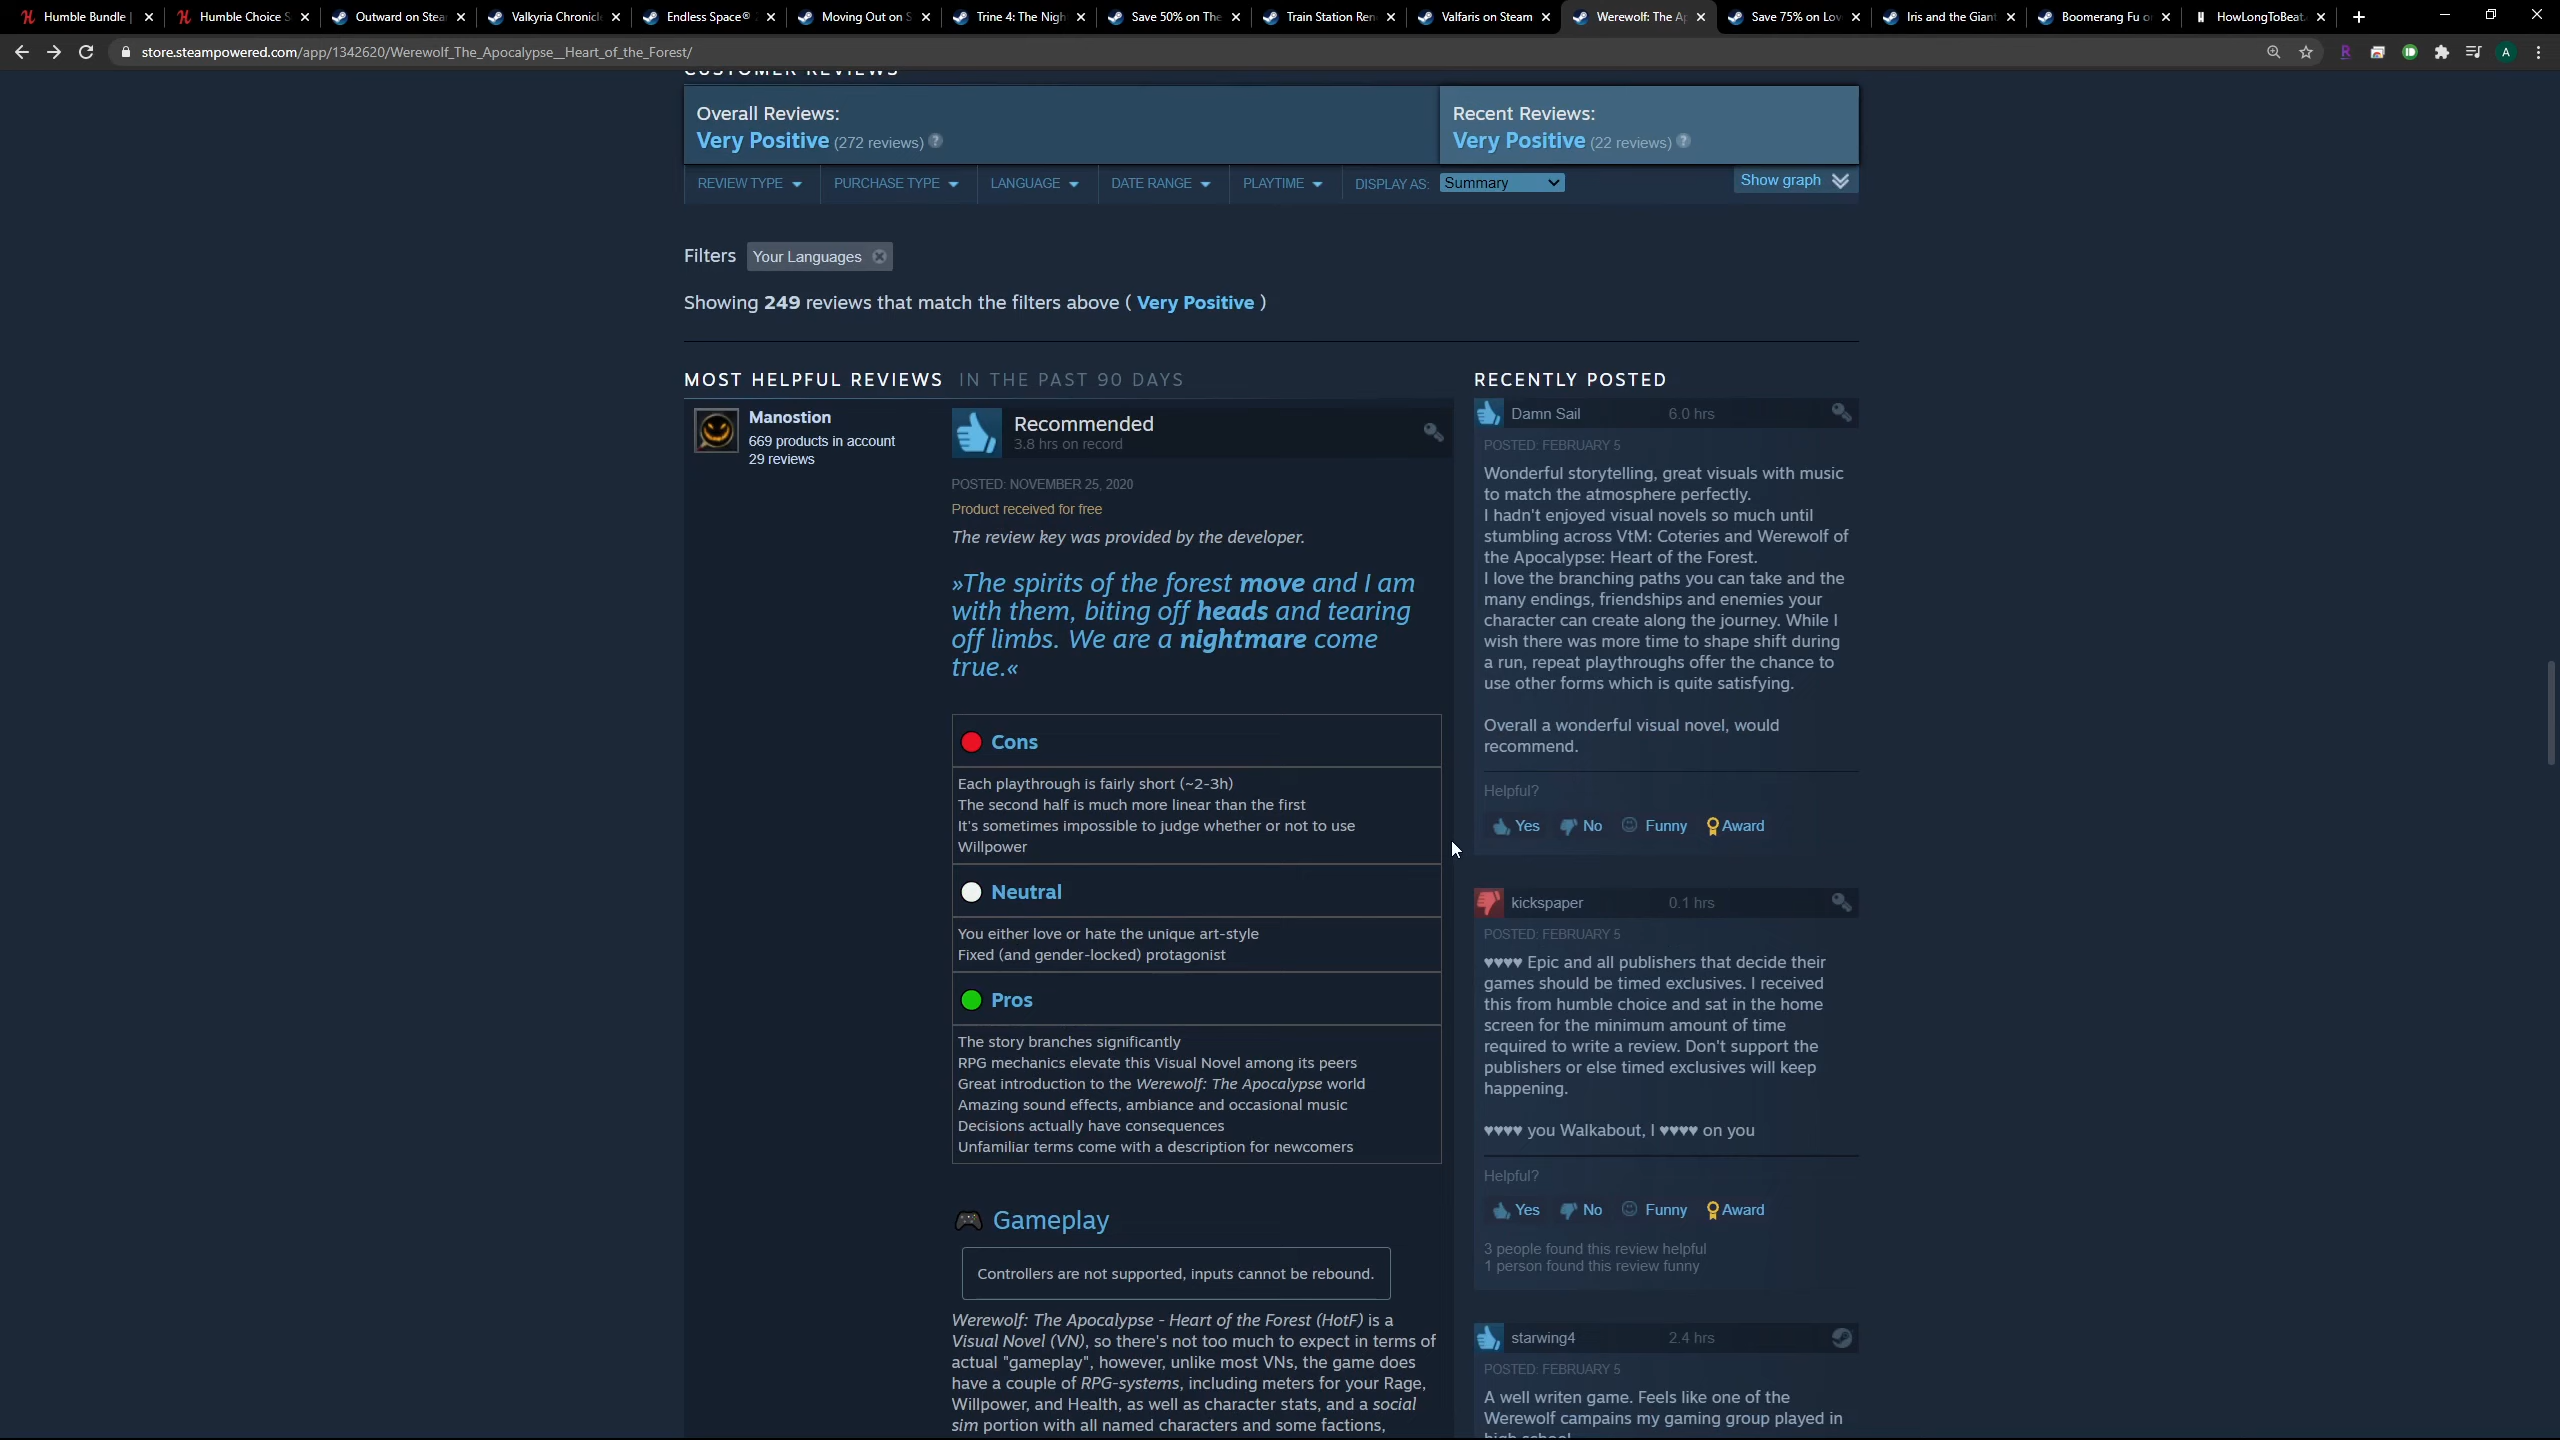 Humble Bundle |
Humble Choice S
Outward on Stea
Valkyria Chronicl
Endless Space®
Moving Out on S
Trine 4: The Nigh
Save 50% on The
Train Station Ren
Valfaris on Steam
Werewolf: The Ap
Save 75% on Lov
Iris and the Giant
Boomerang Fu o
HowLongToBeat.
store.steampowered.com/app/1342620/Werewolf_The_Apocalypse__Heart_of_the_Forest/
A
CUSTOMER REVIEWS
Overall Reviews:
Very Positive (272 reviews) ?
Recent Reviews:
Very Positive (22 reviews) ?
REVIEW TYPE
PURCHASE TYPE
LANGUAGE
DATE RANGE
PLAYTIME
DISPLAY AS: Summary
Show graph
Filters Your Languages
Showing 249 reviews that match the filters above ( Very Positive )
MOST HELPFUL REVIEWS IN THE PAST 90 DAYS
Manostion
669 products in account
29 reviews
Recommended
3.8 hrs on record
POSTED: NOVEMBER 25, 2020
Product received for free
The review key was provided by the developer.
»The spirits of the forest move and I am
with them, biting off heads and tearing
off limbs. We are a nightmare come
true.«
Cons
Each playthrough is fairly short (~2-3h)
The second half is much more linear than the first
It's sometimes impossible to judge whether or not to use
Willpower
Neutral
You either love or hate the unique art-style
Fixed (and gender-locked) protagonist
Pros
The story branches significantly
RPG mechanics elevate this Visual Novel among its peers
Great introduction to the Werewolf: The Apocalypse world
Amazing sound effects, ambiance and occasional music
Decisions actually have consequences
Unfamiliar terms come with a description for newcomers
Gameplay
Controllers are not supported, inputs cannot be rebound.
Werewolf: The Apocalypse - Heart of the Forest (HotF) is a
Visual Novel (VN), so there's not too much to expect in terms of
actual "gameplay", however, unlike most VNs, the game does
have a couple of RPG-systems, including meters for your Rage,
Willpower, and Health, as well as character stats, and a social
sim portion with all named characters and some factions,
RECENTLY POSTED
Damn Sail 6.0 hrs
POSTED: FEBRUARY 5
Wonderful storytelling, great visuals with music
to match the atmosphere perfectly.
I hadn't enjoyed visual novels so much until
stumbling across VtM: Coteries and Werewolf of
the Apocalypse: Heart of the Forest.
I love the branching paths you can take and the
many endings, friendships and enemies your
character can create along the journey. While I
wish there was more time to shape shift during
a run, repeat playthroughs offer the chance to
use other forms which is quite satisfying.
Overall a wonderful visual novel, would
recommend.
Helpful?
Yes No Funny Award
kickspaper 0.1 hrs
POSTED: FEBRUARY 5
♥♥♥♥ Epic and all publishers that decide their
games should be timed exclusives. I received
this from humble choice and sat in the home
screen for the minimum amount of time
required to write a review. Don't support the
publishers or else timed exclusives will keep
happening.
♥♥♥♥ you Walkabout, I ♥♥♥♥ on you
Helpful?
Yes No Funny Award
3 people found this review helpful
1 person found this review funny
starwing4 2.4 hrs
POSTED: FEBRUARY 5
A well writen game. Feels like one of the
Werewolf campains my gaming group played in
high school